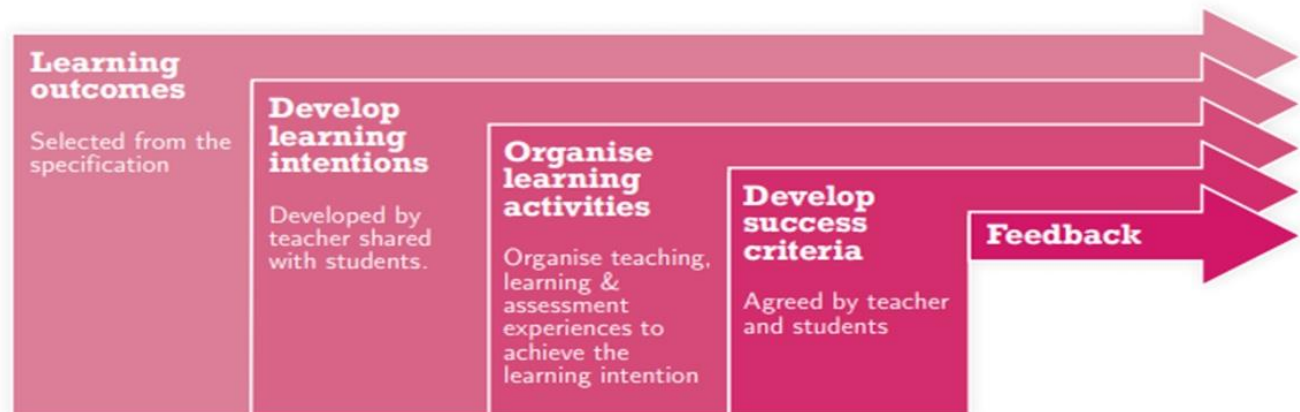 Learning
outcomes
Selected from the
specification
Develop
learning
intentions
Developed by
teacher shared
with students.
Organise
learning
activities
Organise teaching,
learning &
assessment
experiences to
achieve the
learning intention
Develop
success
criteria
Agreed by teacher
and students
Feedback